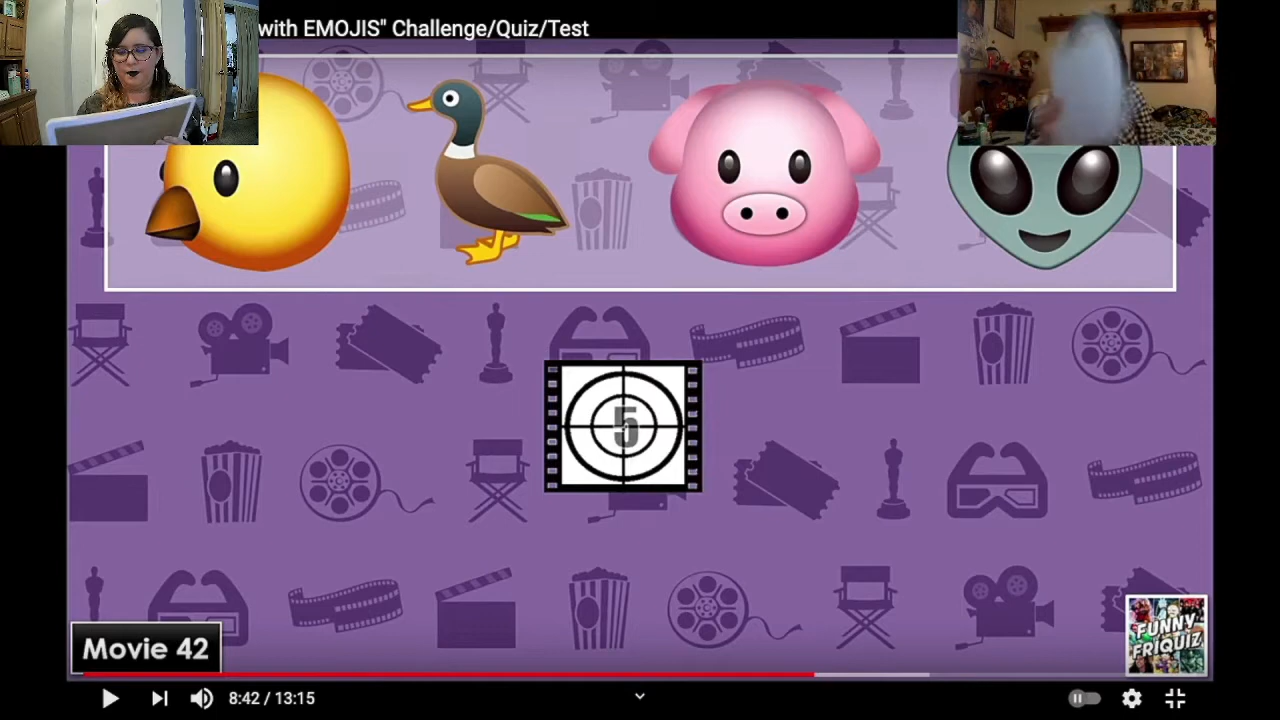 with EMOJIS" Challenge/Quiz/Test
5
Movie 42
FUNNY
FRIQUIZ
8:42 / 13:15